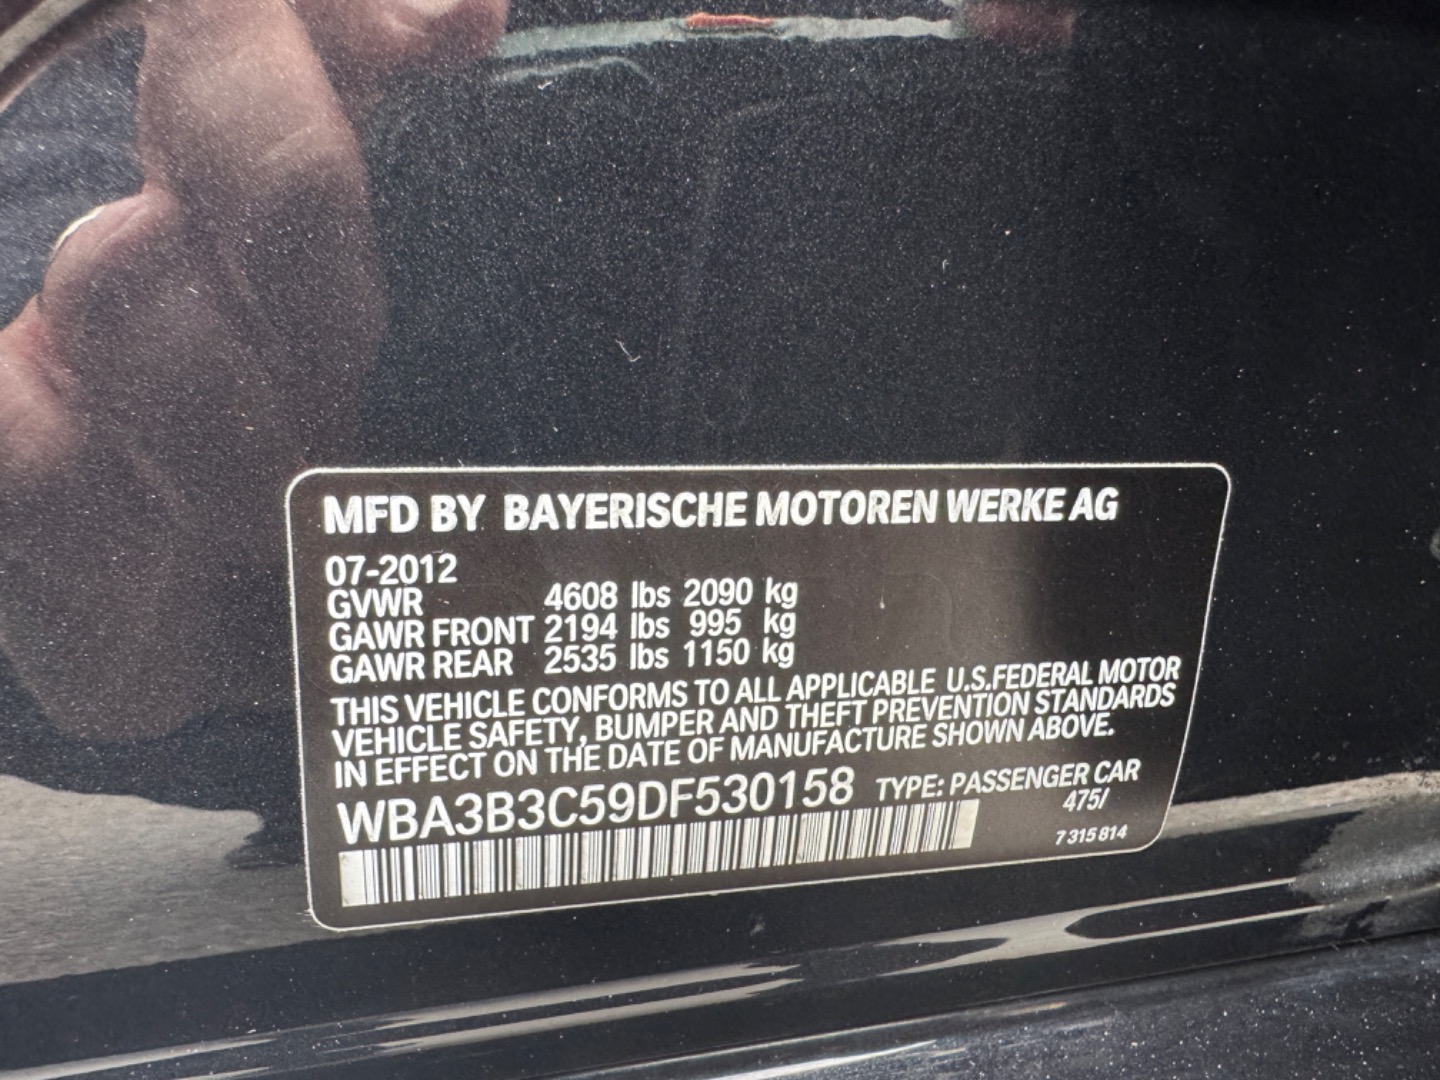 MFD BY BAYERISCHE MOTOREN WERKE AG
07-2012
GVWR 4608 lbs 2090 kg
GAWR FRONT 2194 lbs 995 kg
GAWR REAR 2535 lbs 1150 kg
THIS VEHICLE CONFORMS TO ALL APPLICABLE U.S.FEDERAL MOTOR
VEHICLE SAFETY, BUMPER AND THEFT PREVENTION STANDARDS
IN EFFECT ON THE DATE OF MANUFACTURE SHOWN ABOVE.
WBA3B3C59DF530158 TYPE: PASSENGER CAR
475/
7 315 814